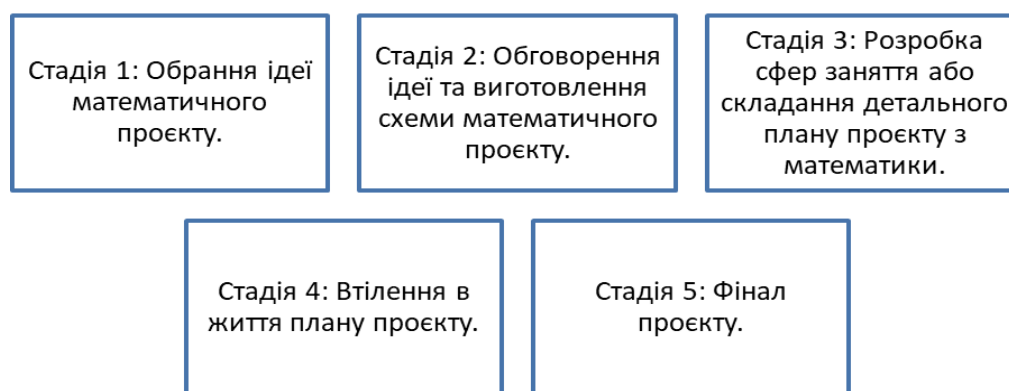 Стадія 1: Обрання ідеї
математичного
проєкту.
Стадія 2: Обговорення
ідеї та виготовлення
схеми математичного
проєкту.
Стадія 3: Розробка
сфер заняття або
складання детального
плану проєкту з
математики.
Стадія 4: Втілення в
життя плану проєкту.
Стадія 5: Фінал
проєкту.